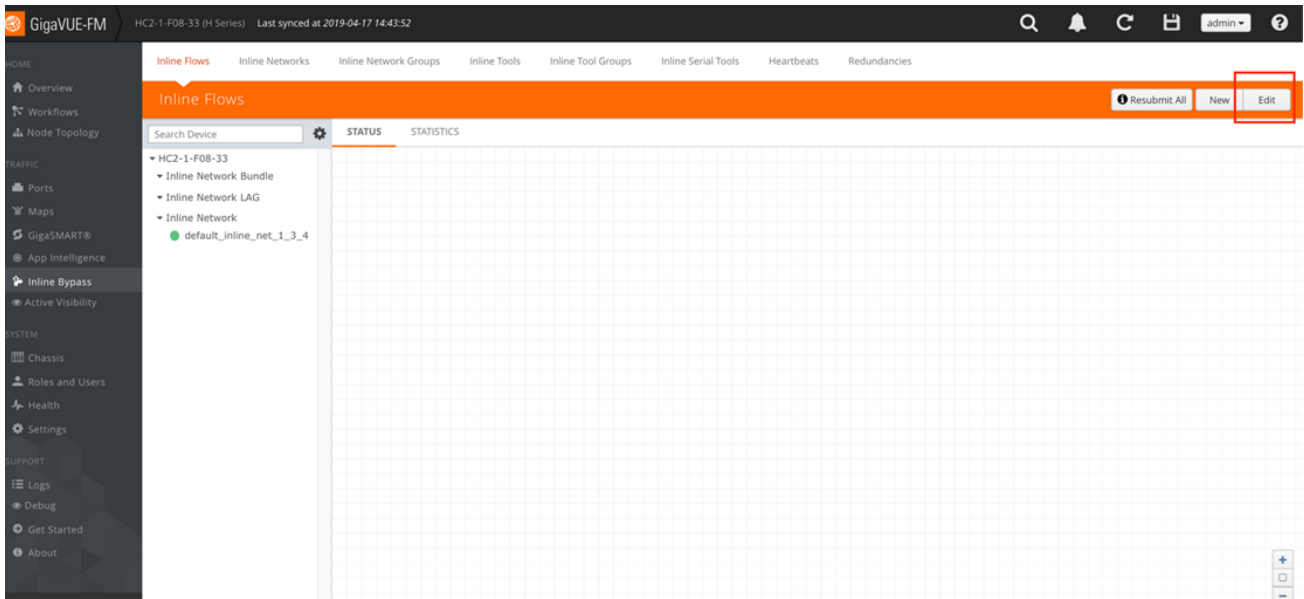 GigaVUE-FM HC2-1-F08-33 (H Series) Last synced at 2019-04-17 14:43:52 admin
HOME
Overview
Workflows
Node Topology
TRAFFIC
Ports
Maps
GigaSMART®
App Intelligence
Inline Bypass
Active Visibility
SYSTEM
Chassis
Roles and Users
Health
Settings
SUPPORT
Logs
Debug
Get Started
About
Inline Flows Inline Networks Inline Network Groups Inline Tools Inline Tool Groups Inline Serial Tools Heartbeats Redundancies
Inline Flows Resubmit All New Edit
Search Device STATUS STATISTICS
HC2-1-F08-33
Inline Network Bundle
Inline Network LAG
Inline Network
default_inline_net_1_3_4